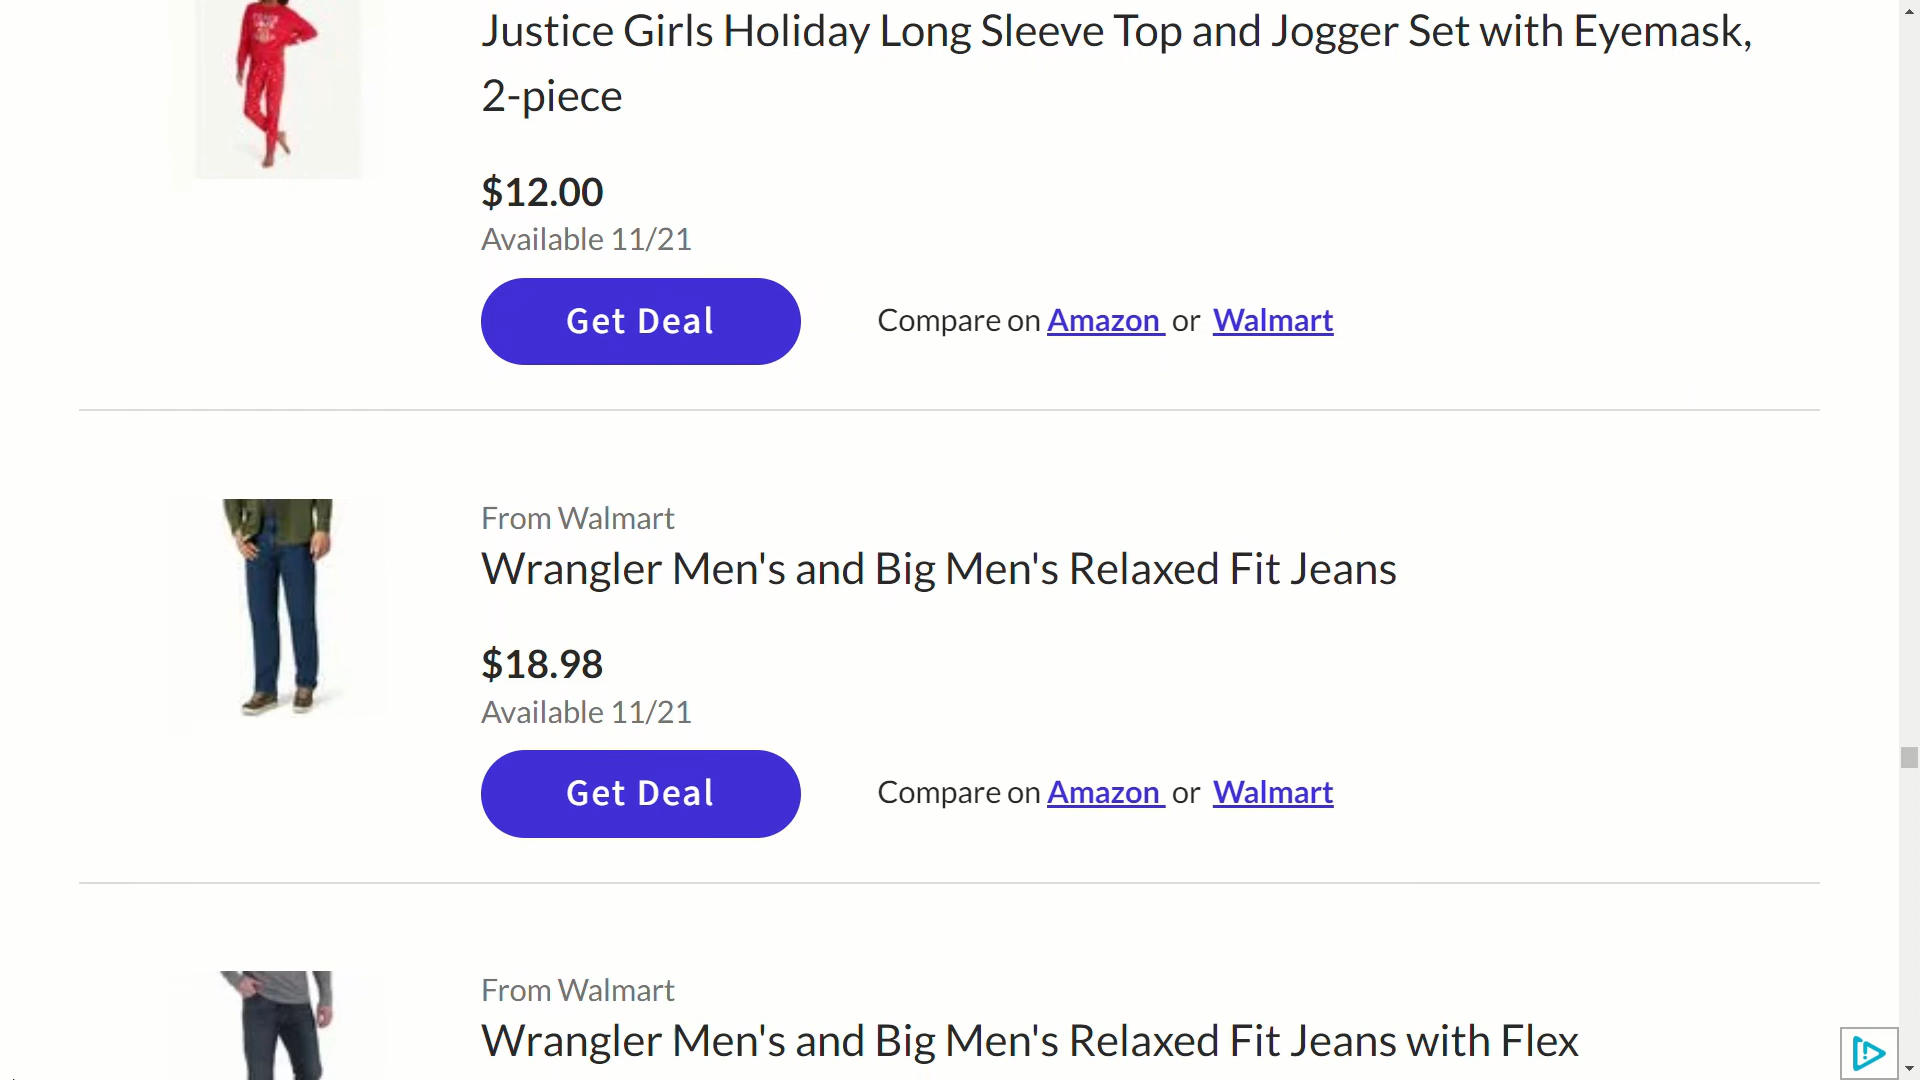 Justice Girls Holiday Long Sleeve Top and Jogger Set with Eyemask,
2-piece
$12.00
Available 11/21
Get Deal
Compare on Amazon or Walmart
From Walmart
Wrangler Men's and Big Men's Relaxed Fit Jeans
$18.98
Available 11/21
Get Deal
Compare on Amazon or Walmart
From Walmart
Wrangler Men's and Big Men's Relaxed Fit Jeans with Flex